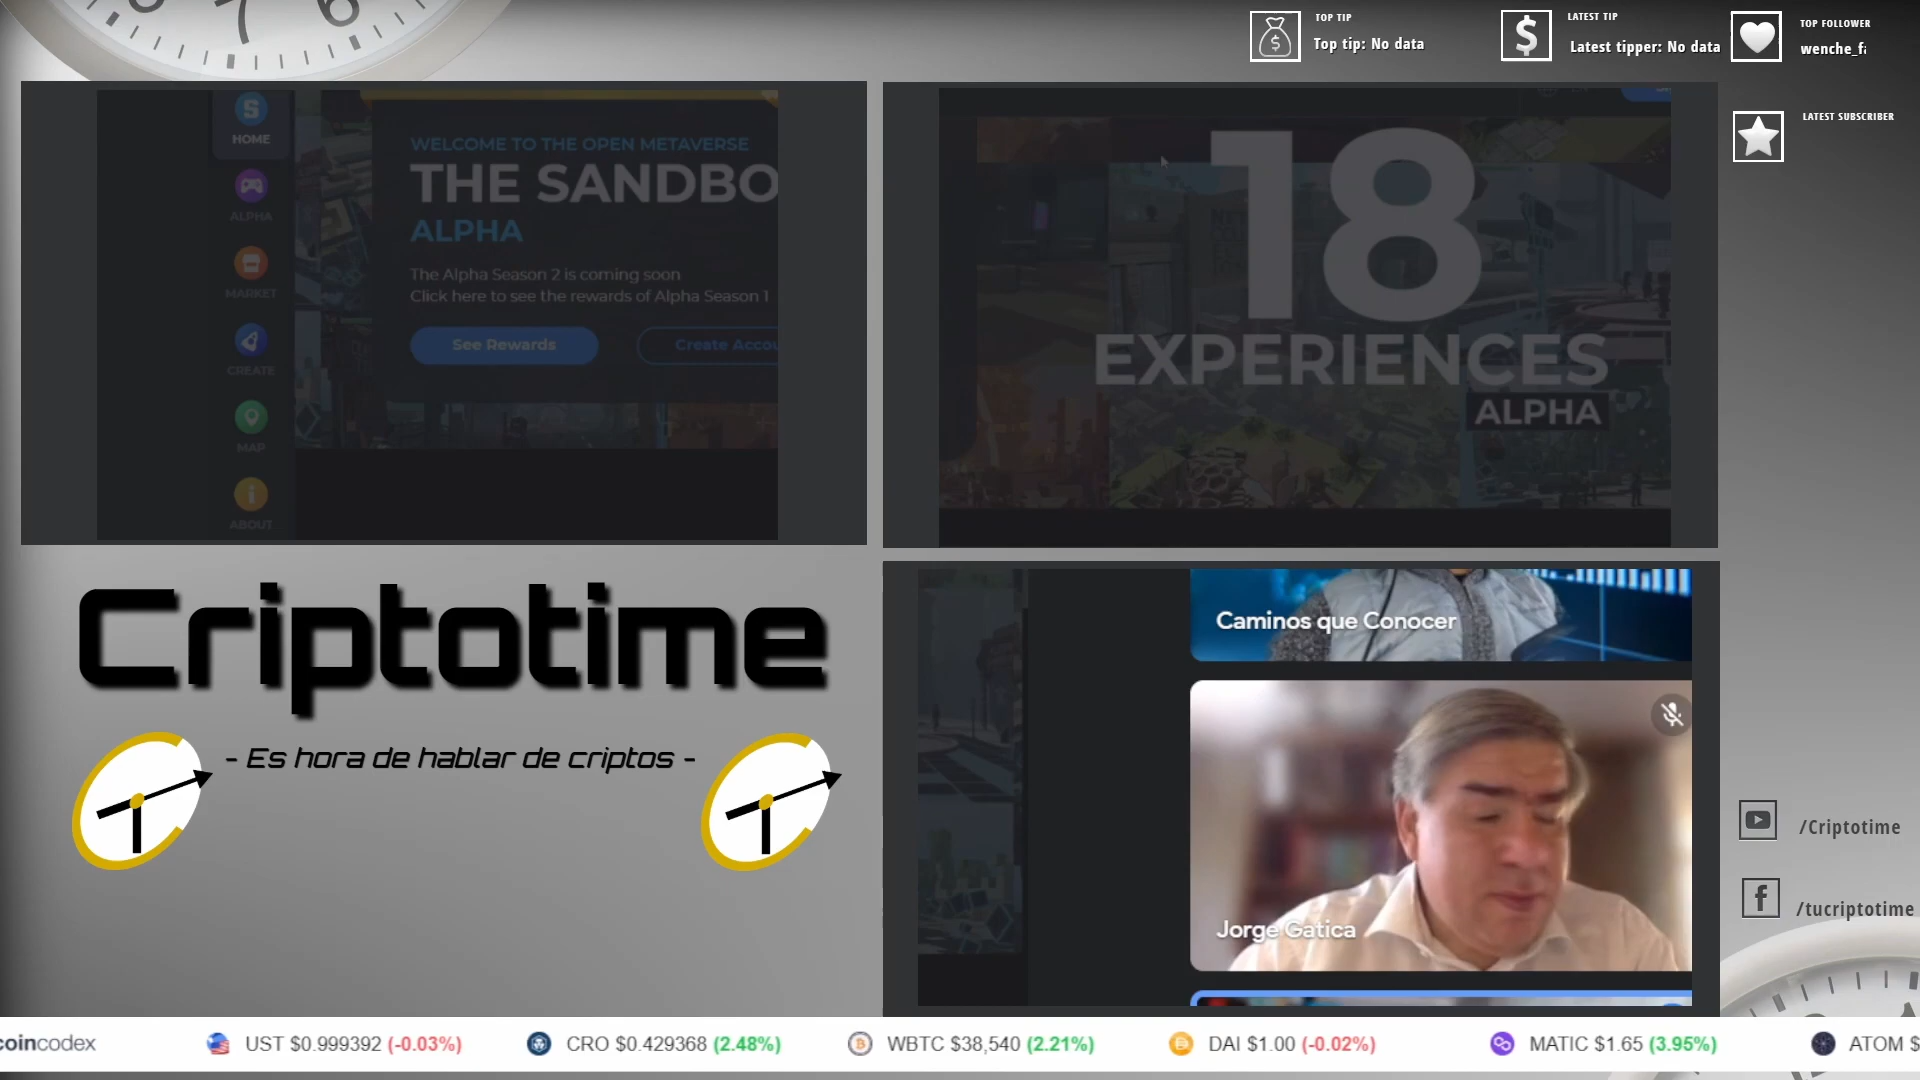 TOP TIP
Top tip: No data
LATEST TIP
Latest tipper: No data
TOP FOLLOWER
wenche_f
LATEST SUBSCRIBER
HOME
ALPHA
MARKET
CREATE
MAP
ABOUT
WELCOME TO THE OPEN METAVERSE
THE SANDBO
ALPHA
The Alpha Season 2 is coming soon
Click here to see the rewards of Alpha Season 1
See Rewards
Create Accou
18
EXPERIENCES
ALPHA
Criptotime
- Es hora de hablar de criptos -
Caminos que Conocer
Jorge Gatica
/Criptotime
/tucriptotime
coincodex
UST $0.999392 (-0.03%)
CRO $0.429368 (2.48%)
WBTC $38,540 (2.21%)
DAI $1.00 (-0.02%)
MATIC $1.65 (3.95%)
ATOM $